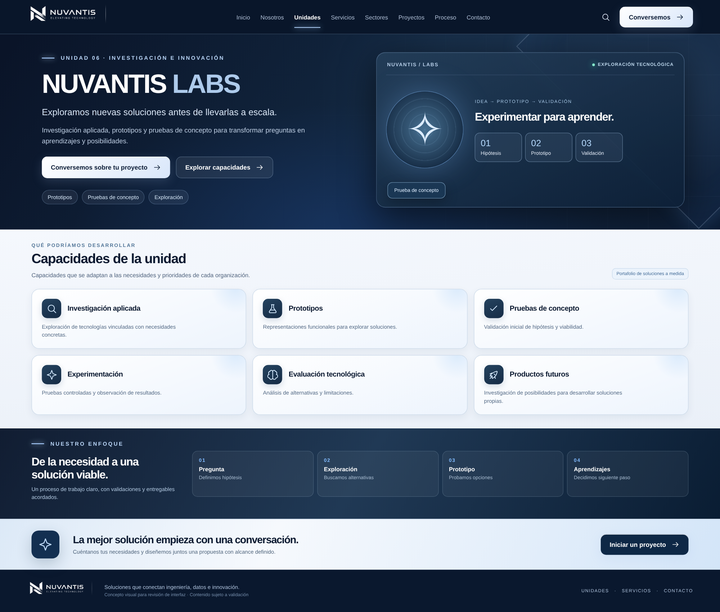 NUVANTIS
ELEVATING TECHNOLOGY
Inicio Nosotros Unidades Servicios Sectores Proyectos Proceso Contacto
Conversemos →
UNIDAD 06 · INVESTIGACIÓN E INNOVACIÓN
NUVANTIS LABS
Exploramos nuevas soluciones antes de llevarlas a escala.
Investigación aplicada, prototipos y pruebas de concepto para transformar preguntas en
aprendizajes y posibilidades.
Conversemos sobre tu proyecto →
Explorar capacidades →
Prototipos
Pruebas de concepto
Exploración
NUVANTIS / LABS
EXPLORACIÓN TECNOLÓGICA
IDEA → PROTOTIPO → VALIDACIÓN
Experimentar para aprender.
01
Hipótesis
02
Prototipo
03
Validación
Prueba de concepto
QUÉ PODRÍAMOS DESARROLLAR
Capacidades de la unidad
Capacidades que se adaptan a las necesidades y prioridades de cada organización.
Portafolio de soluciones a medida
Investigación aplicada
Exploración de tecnologías vinculadas con necesidades
concretas.
Prototipos
Representaciones funcionales para explorar soluciones.
Pruebas de concepto
Validación inicial de hipótesis y viabilidad.
Experimentación
Pruebas controladas y observación de resultados.
Evaluación tecnológica
Análisis de alternativas y limitaciones.
Productos futuros
Investigación de posibilidades para desarrollar soluciones
propias.
NUESTRO ENFOQUE
De la necesidad a una
solución viable.
Un proceso de trabajo claro, con validaciones y entregables
acordados.
01
Pregunta
Definimos hipótesis
02
Exploración
Buscamos alternativas
03
Prototipo
Probamos opciones
04
Aprendizajes
Decidimos siguiente paso
La mejor solución empieza con una conversación.
Cuéntanos tus necesidades y diseñemos juntos una propuesta con alcance definido.
Iniciar un proyecto →
NUVANTIS
ELEVATING TECHNOLOGY
Soluciones que conectan ingeniería, datos e innovación.
Concepto visual para revisión de interfaz · Contenido sujeto a validación
UNIDADES · SERVICIOS · CONTACTO